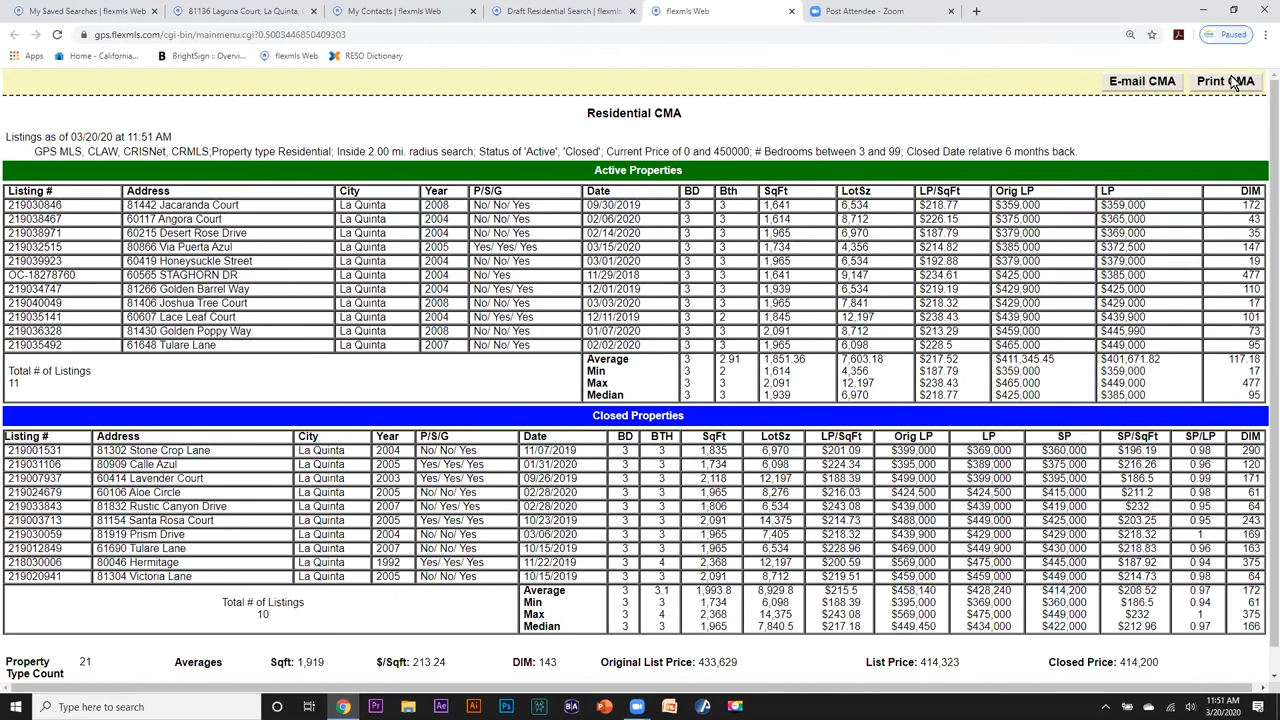 My Saved Searches | flexmls Web
81136 Laguna Court, La Quinta, C
My Contacts | flexmls Web
Draft Residential Search | flexmls
flexmls Web
Post Attendee - Zoom
gps.flexmls.com/cgi-bin/mainmenu.cgi?0.5003446850409303
Paused
Apps
Home - California...
BrightSign :: Overvi...
flexmls Web
RESO Dictionary
E-mail CMA
Print CMA
Residential CMA
Listings as of 03/20/20 at 11:51 AM
GPS MLS, CLAW, CRISNet, CRMLS;Property type Residential; Inside 2.00 mi. radius search; Status of 'Active', 'Closed'; Current Price of 0 and 450000; # Bedrooms between 3 and 99; Closed Date relative 6 months back.
Active Properties
Listing # Address City Year P/S/G Date BD Bth SqFt LotSz LP/SqFt Orig LP LP DIM
219030846 81442 Jacaranda Court La Quinta 2008 No/ No/ Yes 09/30/2019 3 3 1,641 6,534 $218.77 $359,000 $359,000 172
219038467 60117 Angora Court La Quinta 2004 No/ No/ Yes 02/06/2020 3 3 1,614 8,712 $226.15 $375,000 $365,000 43
219038971 60215 Desert Rose Drive La Quinta 2004 No/ No/ Yes 02/14/2020 3 3 1,965 6,970 $187.79 $379,000 $369,000 35
219032515 80866 Via Puerta Azul La Quinta 2005 Yes/ Yes/ Yes 03/15/2020 3 3 1,734 4,356 $214.82 $385,000 $372,500 147
219039923 60419 Honeysuckle Street La Quinta 2004 No/ No/ Yes 03/01/2020 3 3 1,965 6,534 $192.88 $379,000 $379,000 19
OC-18278760 60565 STAGHORN DR La Quinta 2004 No/ Yes 11/29/2018 3 3 1,641 9,147 $234.61 $425,000 $385,000 477
219034747 81266 Golden Barrel Way La Quinta 2004 No/ Yes/ Yes 12/01/2019 3 3 1,939 6,534 $219.19 $429,900 $425,000 110
219040049 81406 Joshua Tree Court La Quinta 2008 No/ No/ Yes 03/03/2020 3 3 1,965 7,841 $218.32 $429,000 $429,000 17
219035141 60607 Lace Leaf Court La Quinta 2004 No/ Yes/ Yes 12/11/2019 3 2 1,845 12,197 $238.43 $439,900 $439,900 101
219036328 81430 Golden Poppy Way La Quinta 2008 No/ No/ Yes 01/07/2020 3 3 2,091 8,712 $213.29 $459,000 $445,990 73
219035492 61648 Tulare Lane La Quinta 2007 No/ No/ Yes 02/02/2020 3 3 1,965 6,098 $228.5 $465,000 $449,000 95
Total # of Listings
11
Average 3 2.91 1,851.36 7,603.18 $217.52 $411,345.45 $401,671.82 117.18
Min 3 2 1,614 4,356 $187.79 $359,000 $359,000 17
Max 3 3 2,091 12,197 $238.43 $465,000 $449,000 477
Median 3 3 1,939 6,970 $218.77 $425,000 $385,000 95
Closed Properties
Listing # Address City Year P/S/G Date BD BTH SqFt LotSz LP/SqFt Orig LP LP SP SP/SqFt SP/LP DIM
219001531 81302 Stone Crop Lane La Quinta 2004 No/ No/ Yes 11/07/2019 3 3 1,835 6,970 $201.09 $399,000 $369,000 $360,000 $196.19 0.98 290
219031106 80909 Calle Azul La Quinta 2005 Yes/ Yes/ Yes 01/31/2020 3 3 1,734 6,098 $224.34 $395,000 $389,000 $375,000 $216.26 0.96 120
219007937 60414 Lavender Court La Quinta 2003 Yes/ Yes/ Yes 09/26/2019 3 3 2,118 12,197 $188.39 $499,000 $399,000 $395,000 $186.5 0.99 171
219024679 60106 Aloe Circle La Quinta 2005 No/ No/ Yes 02/28/2020 3 3 1,965 8,276 $216.03 $424,500 $424,500 $415,000 $211.2 0.98 61
219033843 81832 Rustic Canyon Drive La Quinta 2007 No/ Yes/ Yes 02/28/2020 3 3 1,806 6,534 $243.08 $439,000 $439,000 $419,000 $232 0.95 64
219003713 81154 Santa Rosa Court La Quinta 2005 Yes/ Yes/ Yes 10/23/2019 3 3 2,091 14,375 $214.73 $488,000 $449,000 $425,000 $203.25 0.95 243
219030059 81919 Prism Drive La Quinta 2004 No/ No/ Yes 03/06/2020 3 3 1,965 7,405 $218.32 $439,900 $429,000 $429,000 $218.32 1 169
219012849 61690 Tulare Lane La Quinta 2007 No/ No/ Yes 10/15/2019 3 3 1,965 6,534 $228.96 $469,000 $449,900 $430,000 $218.83 0.96 163
218030006 80046 Hermitage La Quinta 1992 Yes/ Yes/ Yes 11/22/2019 3 4 2,368 12,197 $200.59 $569,000 $475,000 $445,000 $187.92 0.94 375
219020941 81304 Victoria Lane La Quinta 2005 No/ No/ Yes 10/15/2019 3 3 2,091 8,712 $219.51 $459,000 $459,000 $449,000 $214.73 0.98 64
Total # of Listings
10
Average 3 3.1 1,993.8 8,929.8 $215.5 $458,140 $428,240 $414,200 $208.52 0.97 172
Min 3 3 1,734 6,098 $188.39 $395,000 $369,000 $360,000 $186.5 0.94 61
Max 3 4 2,368 14,375 $243.08 $569,000 $475,000 $449,000 $232 1 375
Median 3 3 1,965 7,840.5 $217.18 $449,450 $434,000 $422,000 $212.96 0.97 166
Property Type Count 21 Averages Sqft: 1,919 $/Sqft: 213.24 DIM: 143 Original List Price: 433,629 List Price: 414,323 Closed Price: 414,200
Type here to search
11:51 AM
3/20/2020